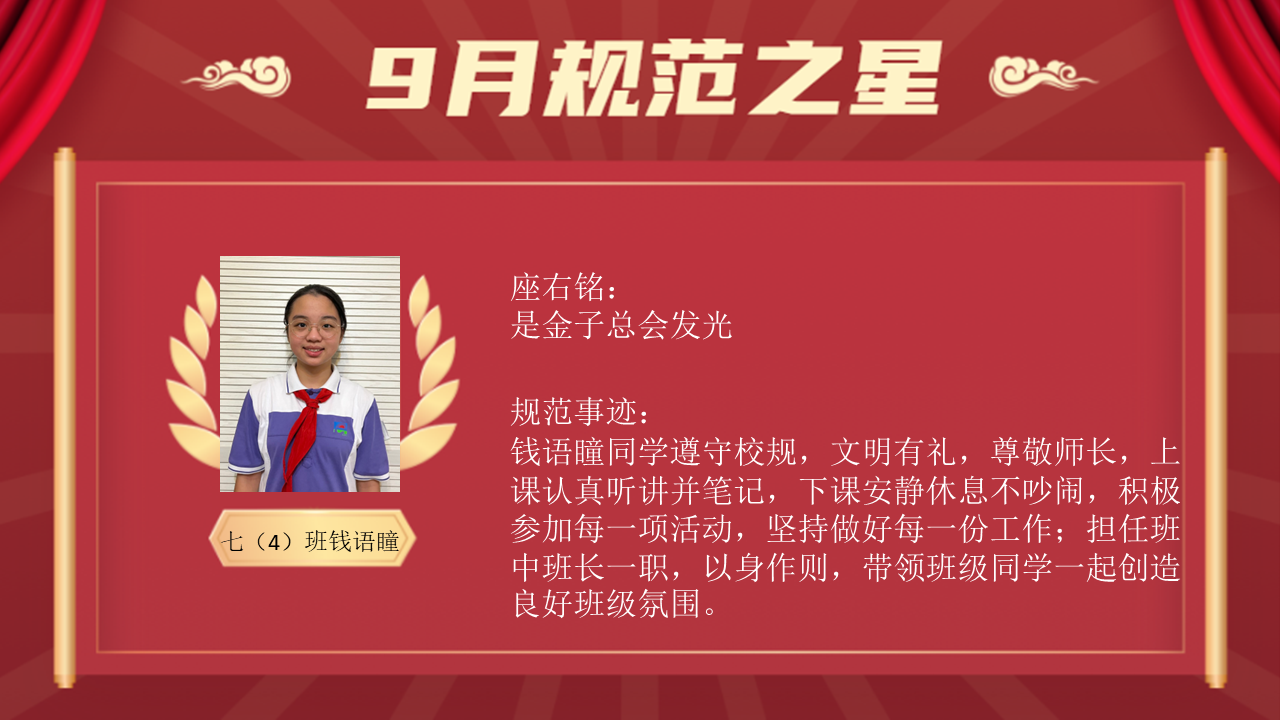 9月规范之星
座右铭：
是金子总会发光
规范事迹：
钱语瞳同学遵守校规，文明有礼，尊敬师长，上
课认真听讲并笔记，下课安静休息不吵闹，积极
参加每一项活动，坚持做好每一份工作；担任班
中班长一职，以身作则，带领班级同学一起创造
良好班级氛围。
七（4）班钱语瞳